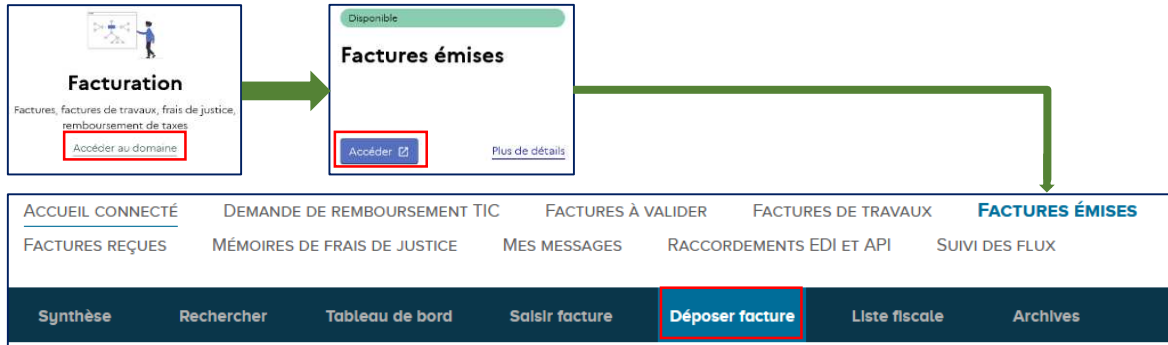 Facturation
Factures, factures de travaux, frais de justice,
remboursement de taxes
Accéder au domaine
Disponible
Factures émises
Accéder
Plus de détails
ACCUEIL CONNECTÉ DEMANDE DE REMBOURSEMENT TIC FACTURES À VALIDER FACTURES DE TRAVAUX FACTURES ÉMISES
FACTURES REÇUES MÉMOIRES DE FRAIS DE JUSTICE MES MESSAGES RACCORDEMENTS EDI ET API SUIVI DES FLUX
Synthèse Rechercher Tableau de bord Saisir facture Déposer facture Liste fiscale Archives